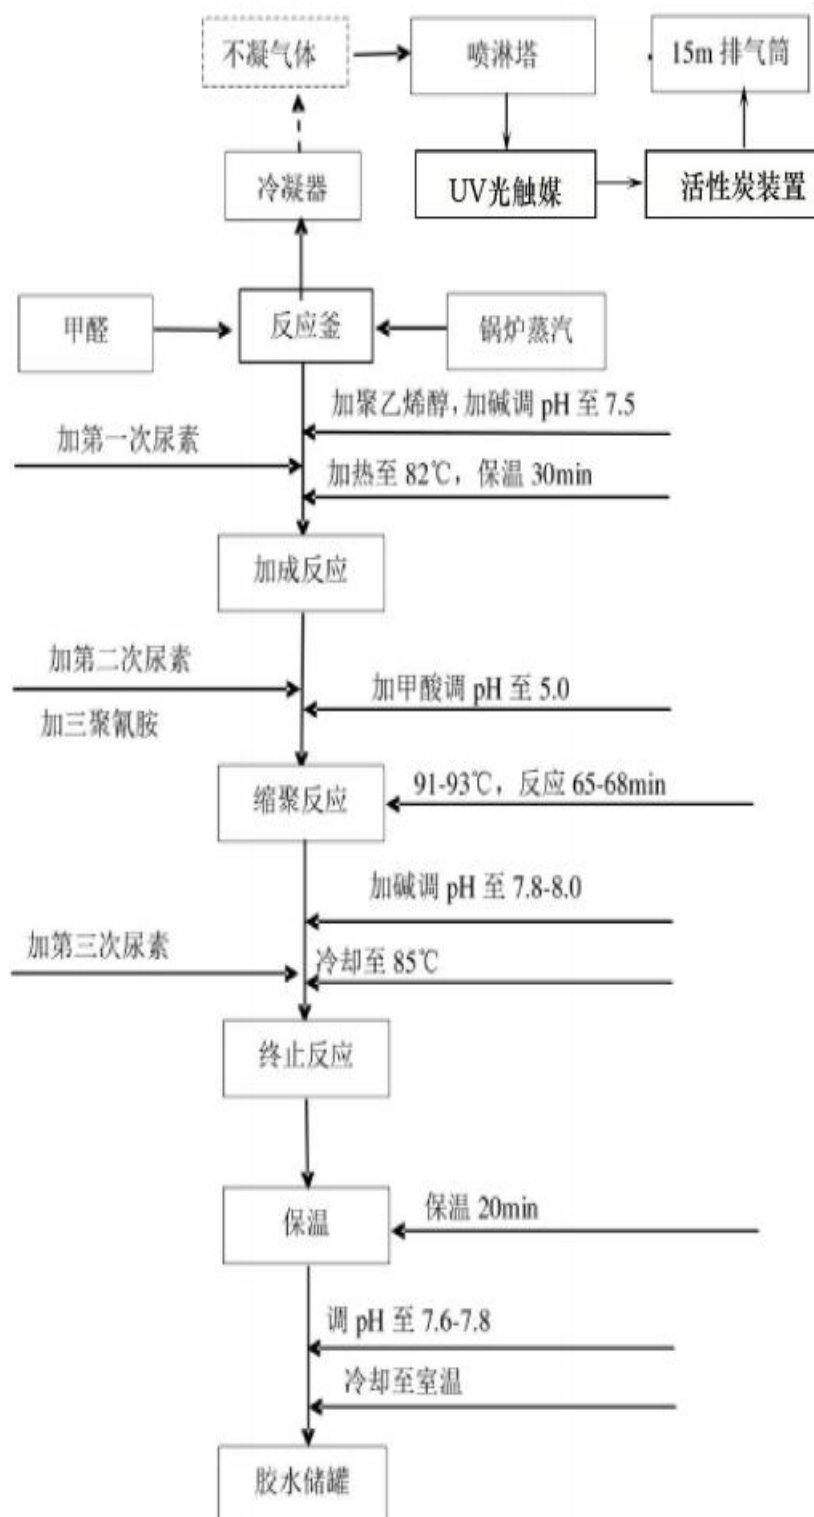 不凝气体
喷淋塔
15m 排气筒
冷凝器
UV光触媒
活性炭装置
甲醛
反应釜
锅炉蒸汽
加聚乙烯醇，加碱调 pH 至 7.5
加第一次尿素
加热至 82℃，保温 30min
加成反应
加第二次尿素
加甲酸调 pH 至 5.0
加三聚氰胺
缩聚反应
91-93℃，反应 65-68min
加碱调 pH 至 7.8-8.0
加第三次尿素
冷却至 85℃
终止反应
保温
保温 20min
调 pH 至 7.6-7.8
冷却至室温
胶水储罐